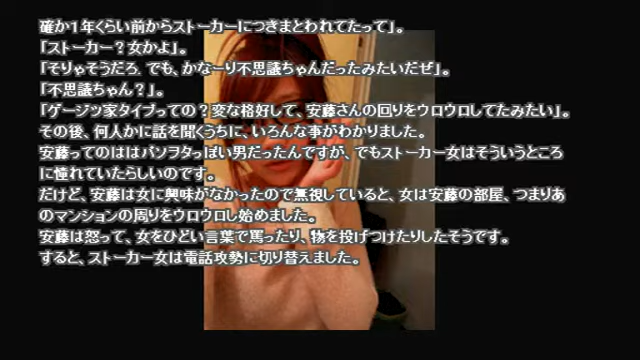 確か１年くらい前からストーカーにつきまとわれてたって」。
「ストーカー？女かよ」。
「そりゃそうだろ．でも、かなーり不思議ちゃんだったみたいだぜ」。
「不思議ちゃん？」。
「ゲージッツ家タイプっての？変な格好して、安藤さんの回りをウロウロしてたみたい」。
その後、何人かに話を聞くうちに、いろんな事がわかりました。
安藤ってのははパソヲタっぽい男だったんですが、でもストーカー女はそういうところ
に憧れていたらしいのです。
だけど、安藤は女に興味がなかったので無視していると、女は安藤の部屋、つまりあ
のマンションの周りをウロウロし始めました。
安藤は怒って、女をひどい言葉で罵ったり、物を投げつけたりしたそうです。
すると、ストーカー女は電話攻勢に切り替えました。